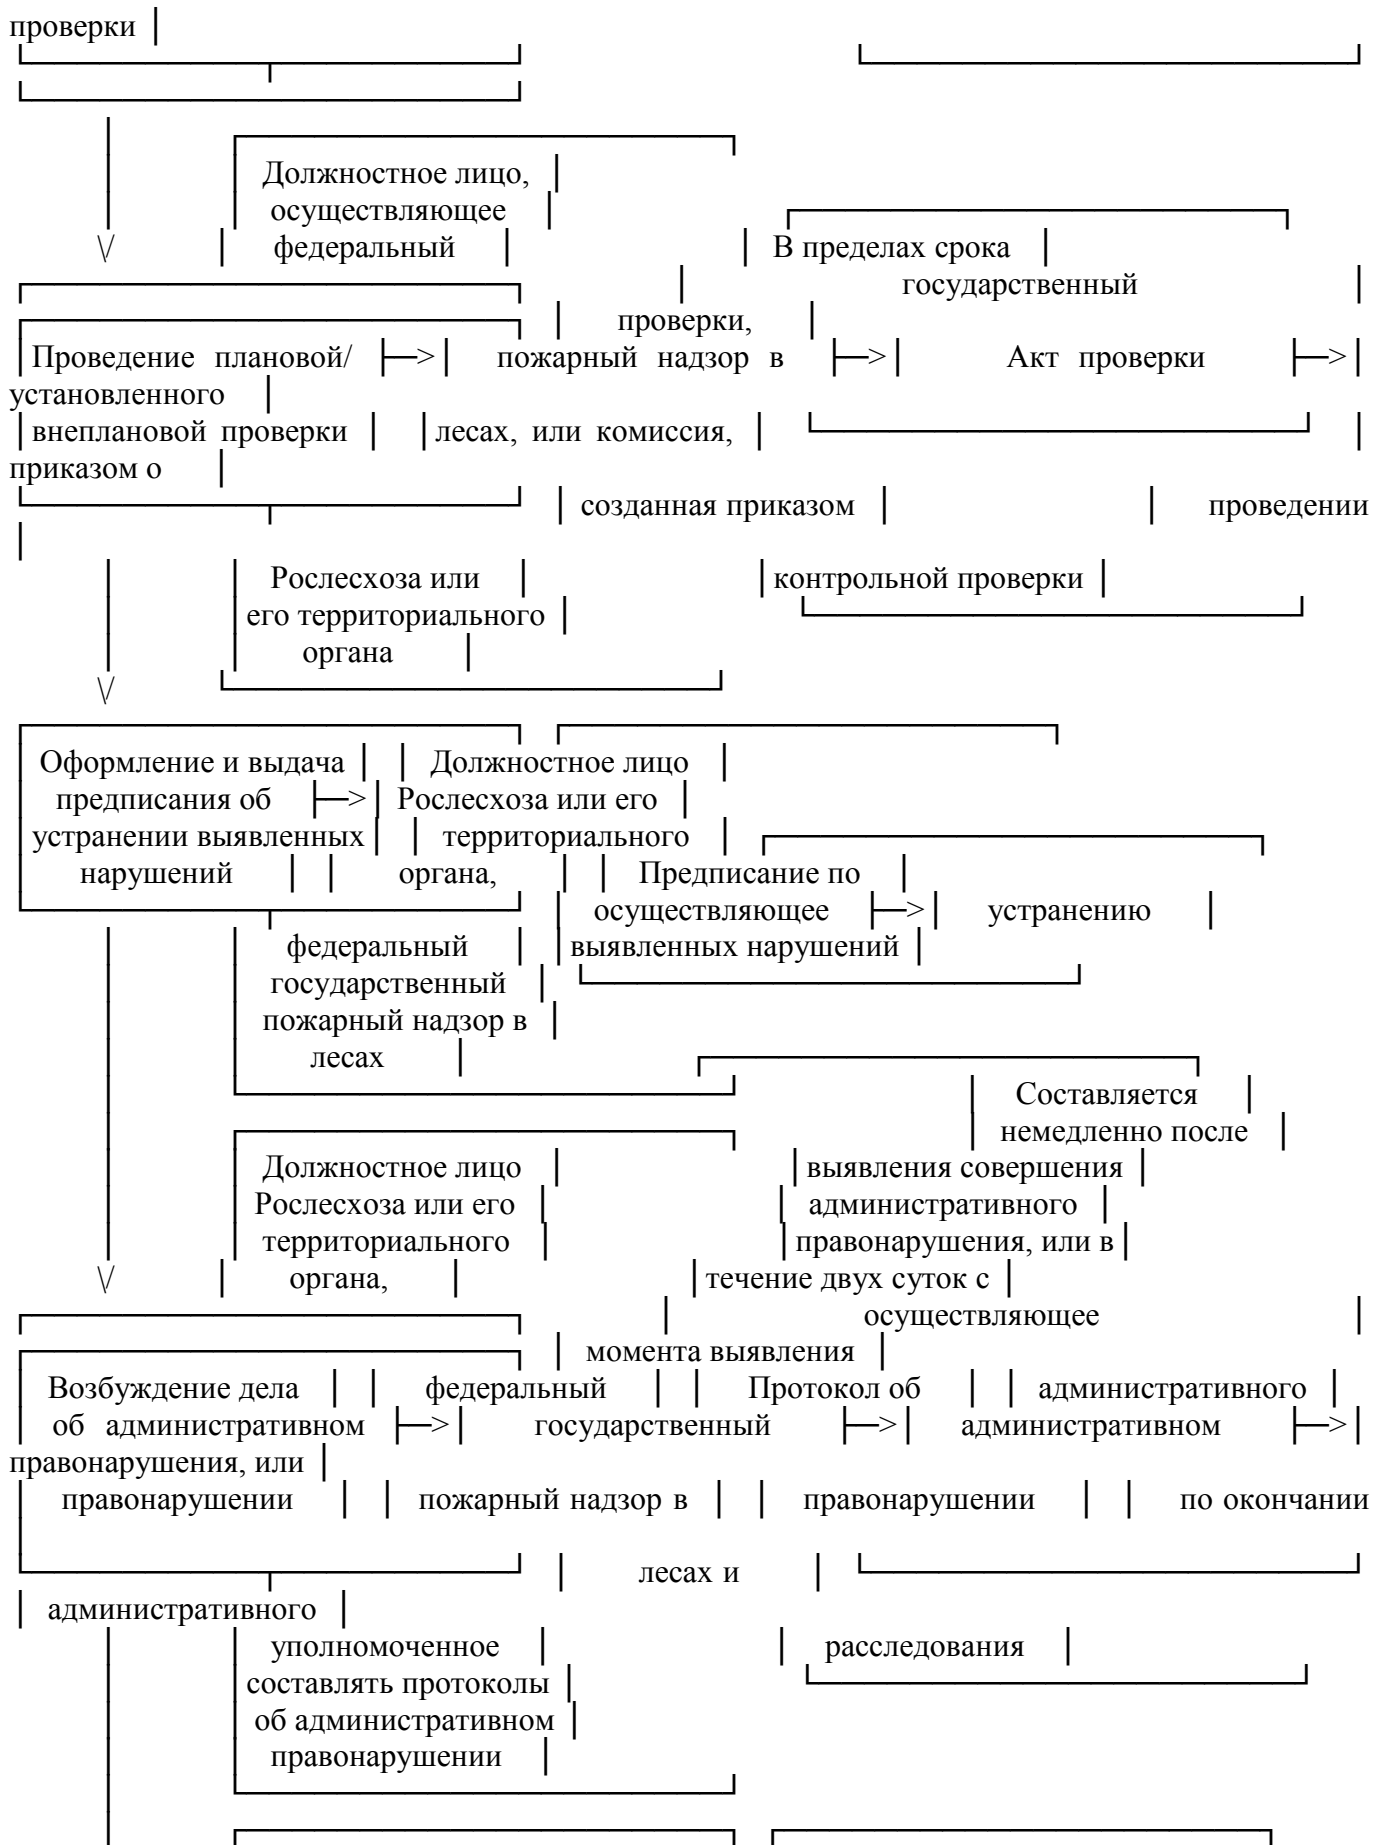 проверки
Должностное лицо,
осуществляющее
федеральный В пределах срока
государственный
проверки,
Проведение плановой/ пожарный надзор в Акт проверки
установленного
внеплановой проверки лесах, или комиссия,
приказом о
созданная приказом проведении
Рослесхоза или контрольной проверки
его территориального
органа
Оформление и выдача Должностное лицо
предписания об Рослесхоза или его
устранении выявленных территориального
нарушений органа, Предписание по
осуществляющее устранению
федеральный выявленных нарушений
государственный
пожарный надзор в
лесах
Составляется
немедленно после
Должностное лицо выявления совершения
Рослесхоза или его административного
территориального правонарушения, или в
органа, течение двух суток с
осуществляющее
момента выявления
Возбуждение дела федеральный Протокол об административного
об административном государственный административном
правонарушения, или
правонарушении пожарный надзор в правонарушении по окончании
лесах и
административного
уполномоченное расследования
составлять протоколы
об административном
правонарушении